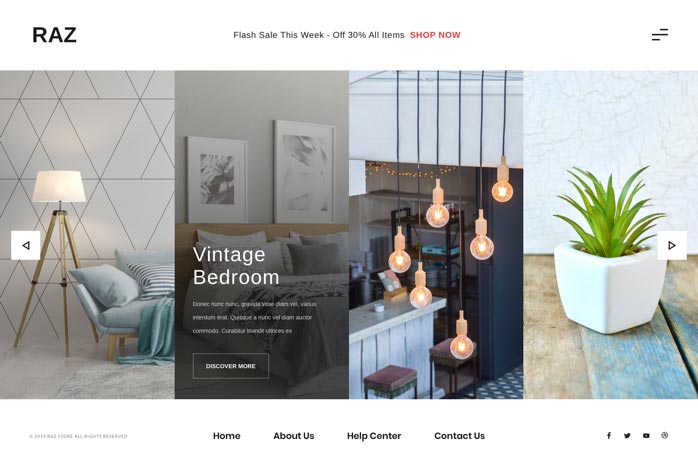 RAZ
Flash Sale This Week - Off 30% All Items SHOP NOW
Vintage
Bedroom
Donec nunc nunc, gravida vitae diam vel, varius
interdum erat. Quisque a nunc vel diam auctor
commodo. Curabitur blandit ultrices ex
DISCOVER MORE
© 2019 RAZ STORE ALL RIGHTS RESERVED
Home
About Us
Help Center
Contact Us